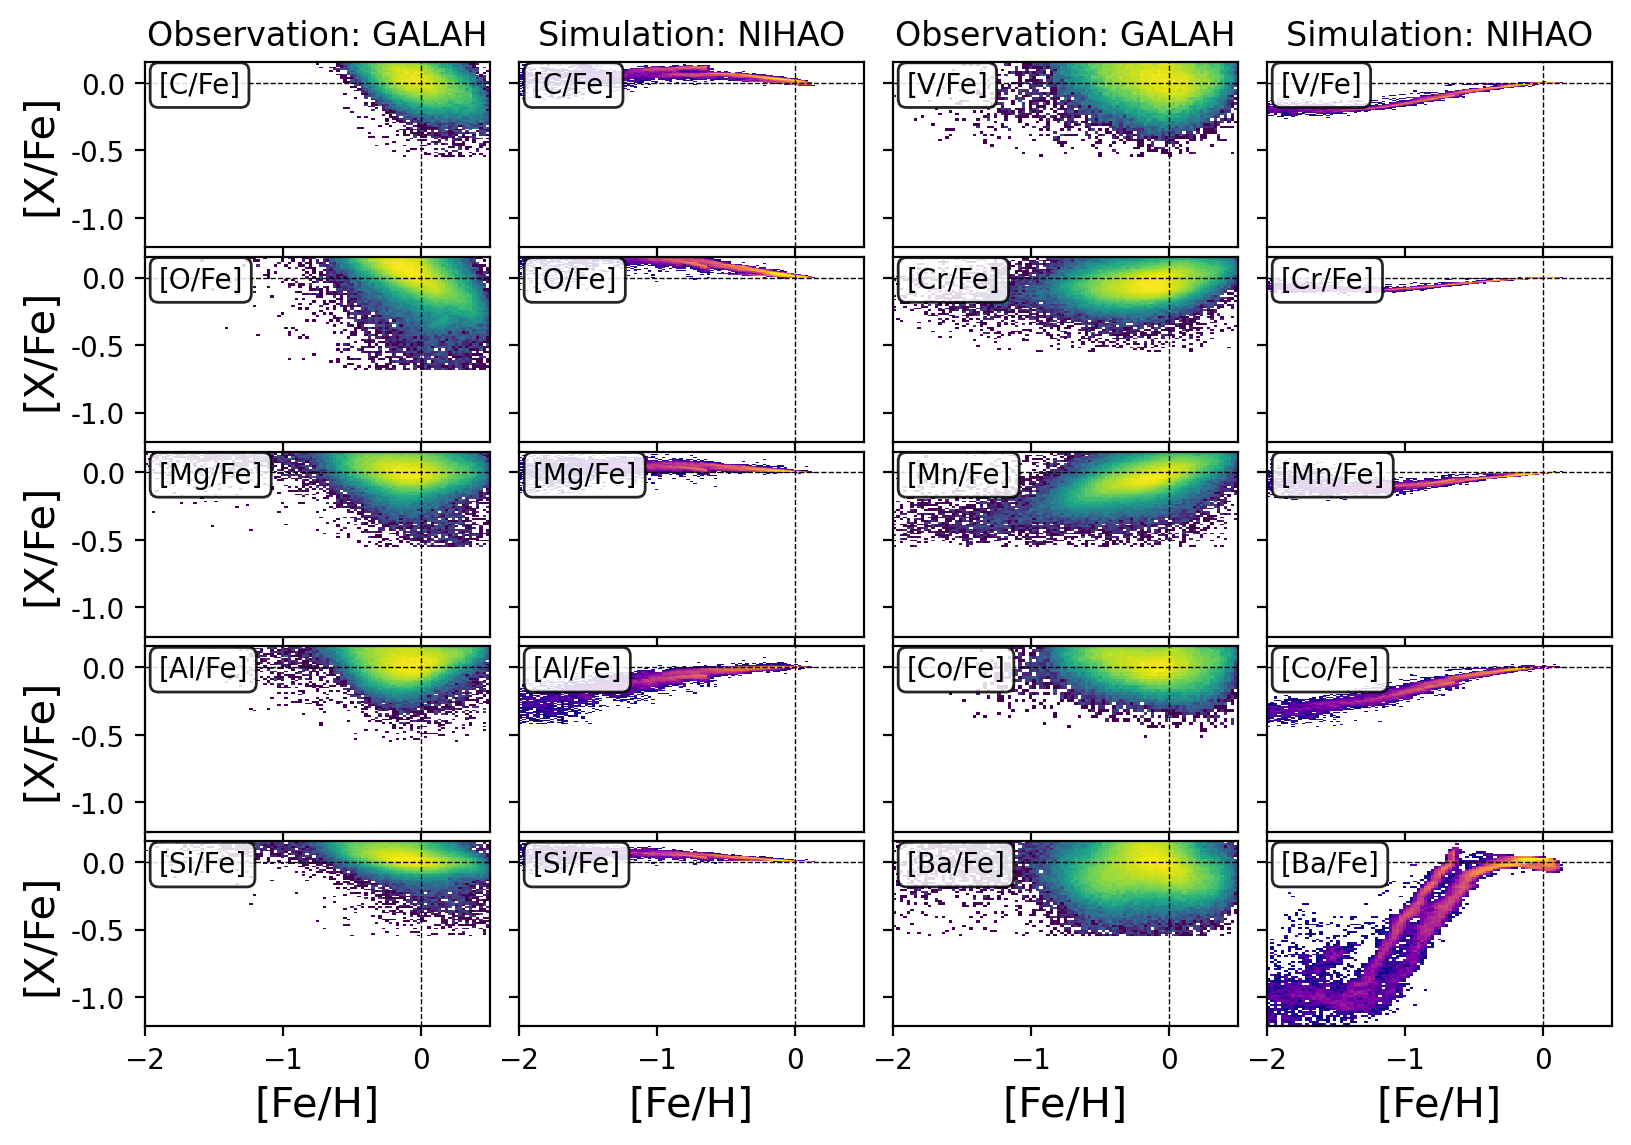 Observation: GALAH Simulation: NIHAO Observation: GALAH Simulation: NIHAO
[X/Fe] 0.0 -0.5 -1.0 [C/Fe] [C/Fe] [V/Fe] [V/Fe]
[X/Fe] 0.0 -0.5 -1.0 [O/Fe] [O/Fe] [Cr/Fe] [Cr/Fe]
[X/Fe] 0.0 -0.5 -1.0 [Mg/Fe] [Mg/Fe] [Mn/Fe] [Mn/Fe]
[X/Fe] 0.0 -0.5 -1.0 [Al/Fe] [Al/Fe] [Co/Fe] [Co/Fe]
[X/Fe] 0.0 -0.5 -1.0 [Si/Fe] [Si/Fe] [Ba/Fe] [Ba/Fe]
−2 −1 0 −2 −1 0 −2 −1 0 −2 −1 0
[Fe/H] [Fe/H] [Fe/H] [Fe/H]